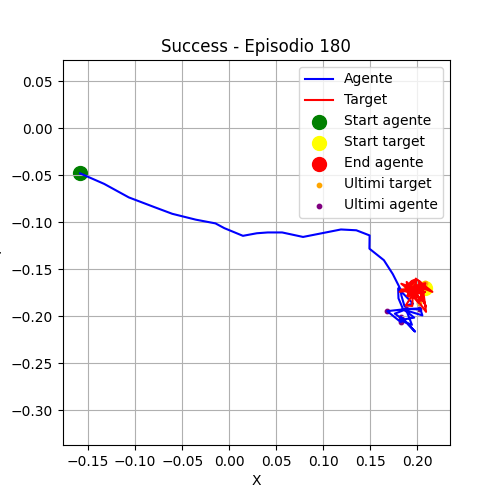 Success - Episodio 180
Agente
Target
Start agente
Start target
End agente
Ultimi target
Ultimi agente
0.05
0.00
−0.05
−0.10
−0.15
−0.20
−0.25
−0.30
−0.15
−0.10
−0.05
0.00
0.05
0.10
0.15
0.20
X